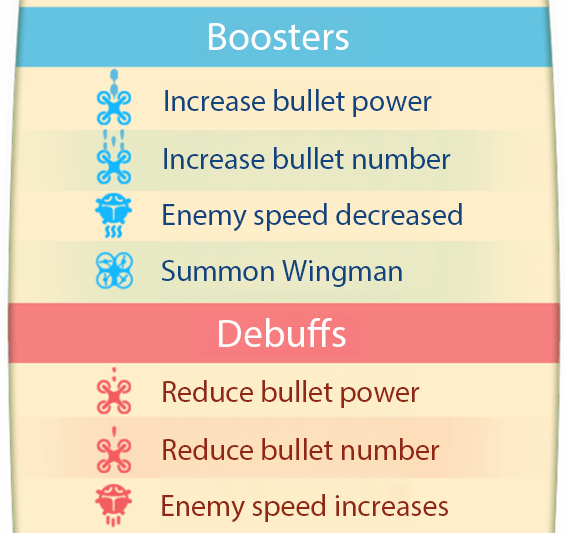 Boosters
Increase bullet power
Increase bullet number
Enemy speed decreased
Summon Wingman
Debuffs
Reduce bullet power
Reduce bullet number
Enemy speed increases